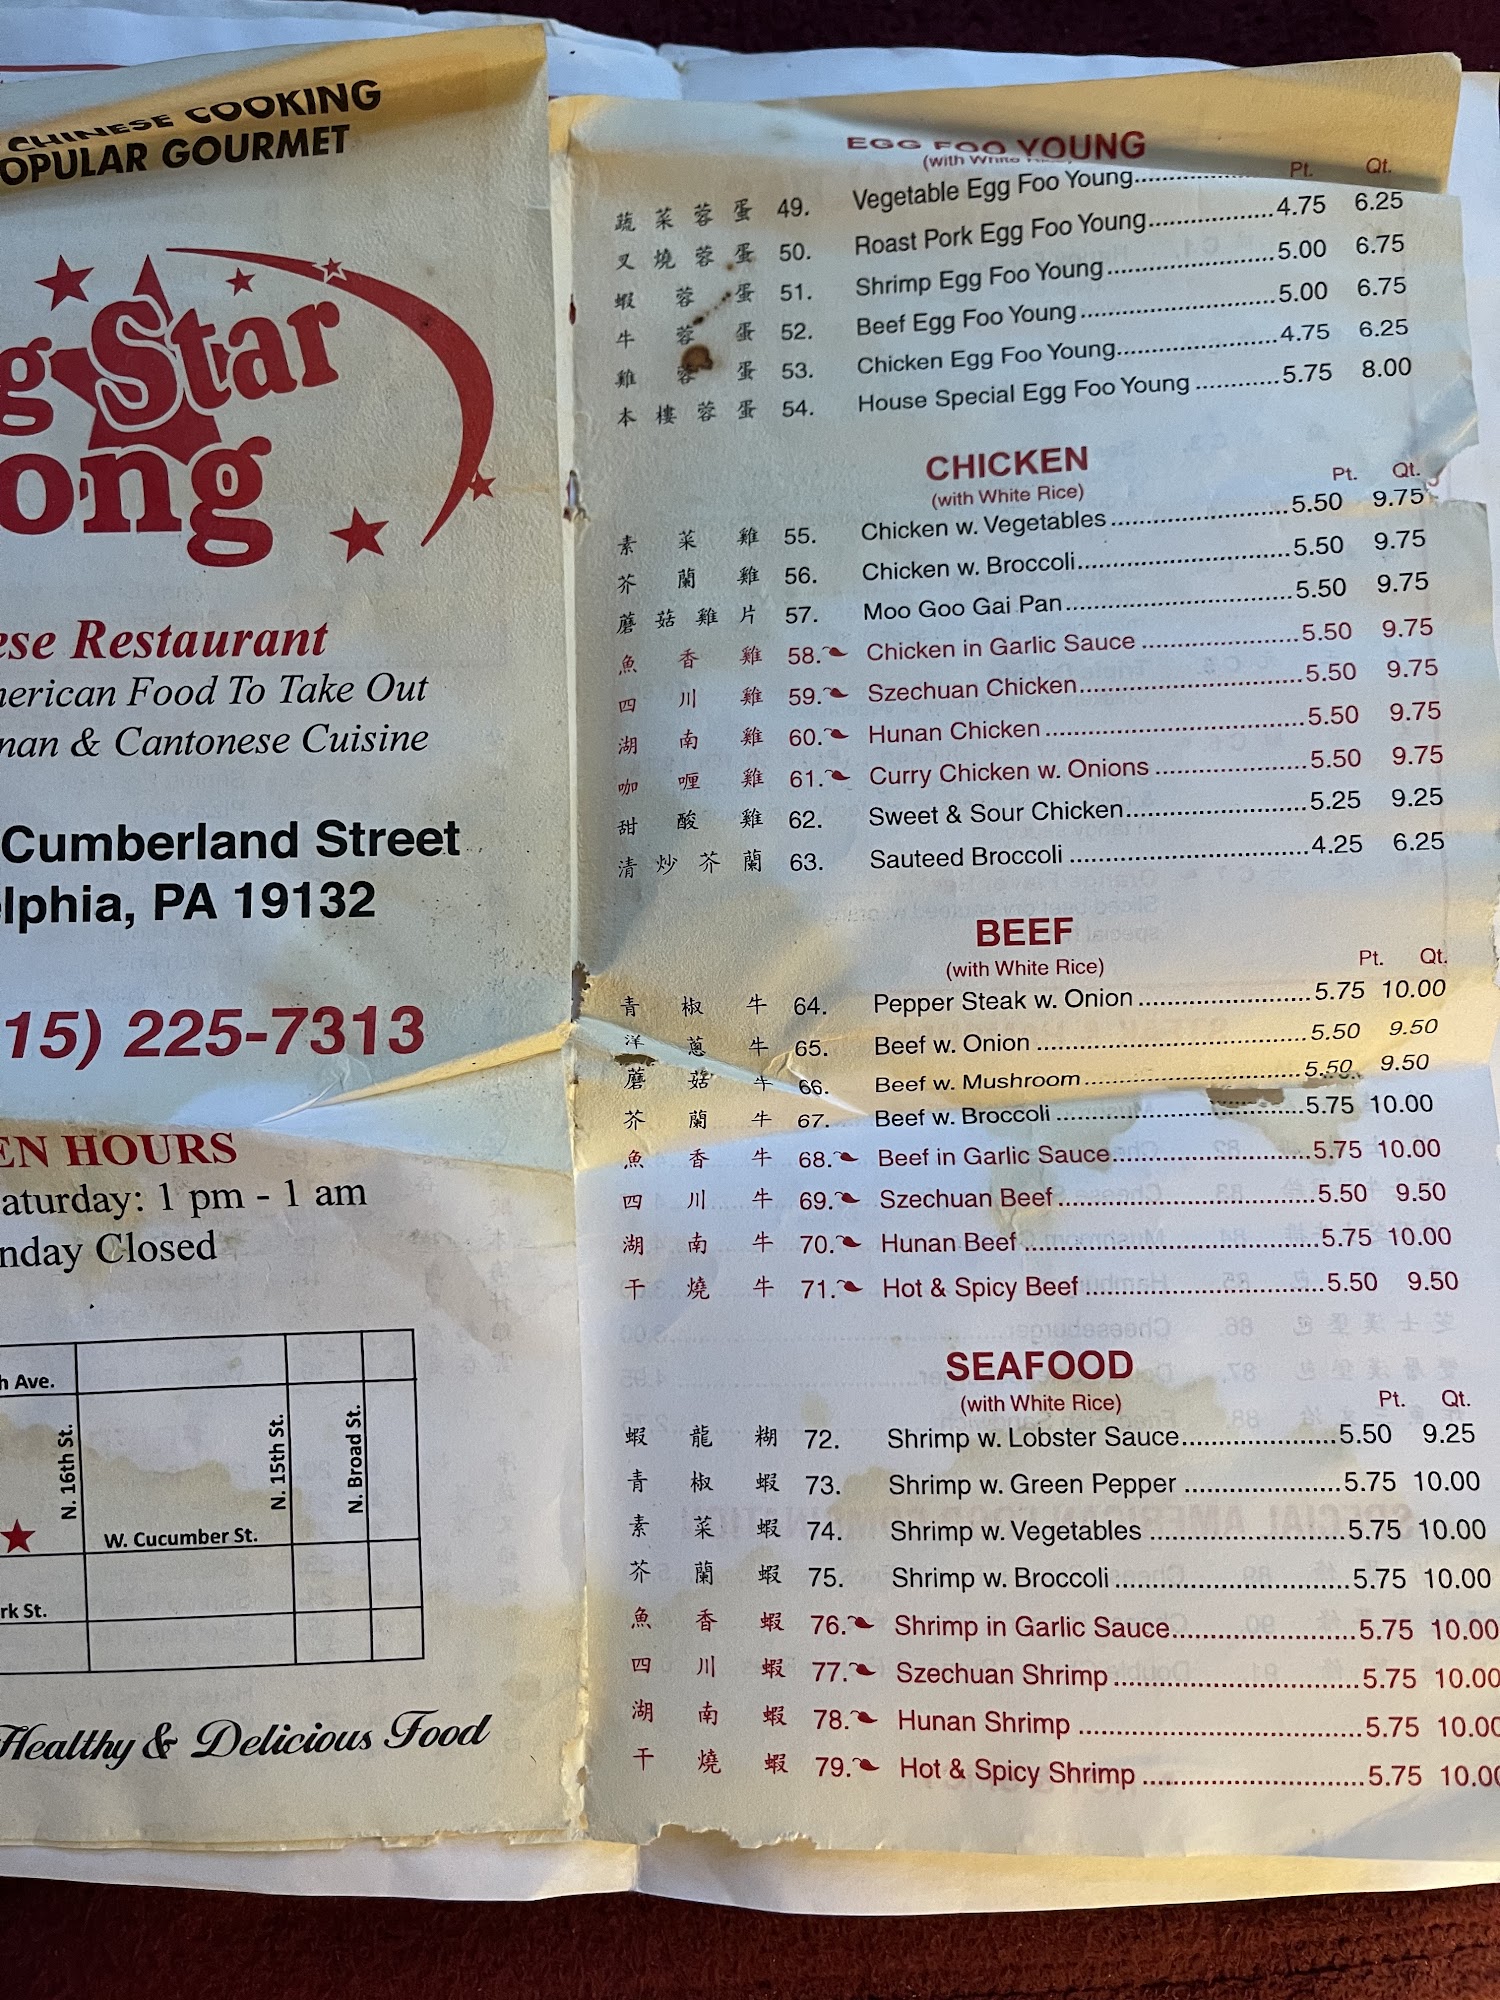 CHINESE COOKING
OPULAR GOURMET
g Star
ong
ese Restaurant
merican Food To Take Out
nan & Cantonese Cuisine
Cumberland Street
elphia, PA 19132
15) 225-7313
EN HOURS
aturday: 1 pm - 1 am
nday Closed
h Ave.
N. 16th St.
N. 15th St.
N. Broad St.
W. Cucumber St.
rk St.
Healthy & Delicious Food
EGG FOO YOUNG
(with White Rice)
Pt. Qt.
蔬菜蓉蛋 49. Vegetable Egg Foo Young
叉燒蓉蛋 50. Roast Pork Egg Foo Young 4.75 6.25
蝦蓉蛋 51. Shrimp Egg Foo Young 5.00 6.75
牛蓉蛋 52. Beef Egg Foo Young 5.00 6.75
雞蓉蛋 53. Chicken Egg Foo Young 4.75 6.25
本樓蓉蛋 54. House Special Egg Foo Young 5.75 8.00
CHICKEN
(with White Rice)
Pt. Qt.
素菜雞 55. Chicken w. Vegetables 5.50 9.75
芥蘭雞 56. Chicken w. Broccoli 5.50 9.75
蘑菇雞片 57. Moo Goo Gai Pan 5.50 9.75
魚香雞 58. Chicken in Garlic Sauce 5.50 9.75
四川雞 59. Szechuan Chicken 5.50 9.75
湖南雞 60. Hunan Chicken 5.50 9.75
咖喱雞 61. Curry Chicken w. Onions 5.50 9.75
甜酸雞 62. Sweet & Sour Chicken 5.25 9.25
清炒芥蘭 63. Sauteed Broccoli 4.25 6.25
BEEF
(with White Rice)
Pt. Qt.
青椒牛 64. Pepper Steak w. Onion 5.75 10.00
洋蔥牛 65. Beef w. Onion 5.50 9.50
蘑菇牛 66. Beef w. Mushroom 5.50 9.50
芥蘭牛 67. Beef w. Broccoli 5.75 10.00
魚香牛 68. Beef in Garlic Sauce 5.75 10.00
四川牛 69. Szechuan Beef 5.50 9.50
湖南牛 70. Hunan Beef 5.75 10.00
干燒牛 71. Hot & Spicy Beef 5.50 9.50
SEAFOOD
(with White Rice)
Pt. Qt.
蝦龍糊 72. Shrimp w. Lobster Sauce 5.50 9.25
青椒蝦 73. Shrimp w. Green Pepper 5.75 10.00
素菜蝦 74. Shrimp w. Vegetables 5.75 10.00
芥蘭蝦 75. Shrimp w. Broccoli 5.75 10.00
魚香蝦 76. Shrimp in Garlic Sauce 5.75 10.00
四川蝦 77. Szechuan Shrimp 5.75 10.00
湖南蝦 78. Hunan Shrimp 5.75 10.00
干燒蝦 79. Hot & Spicy Shrimp 5.75 10.00